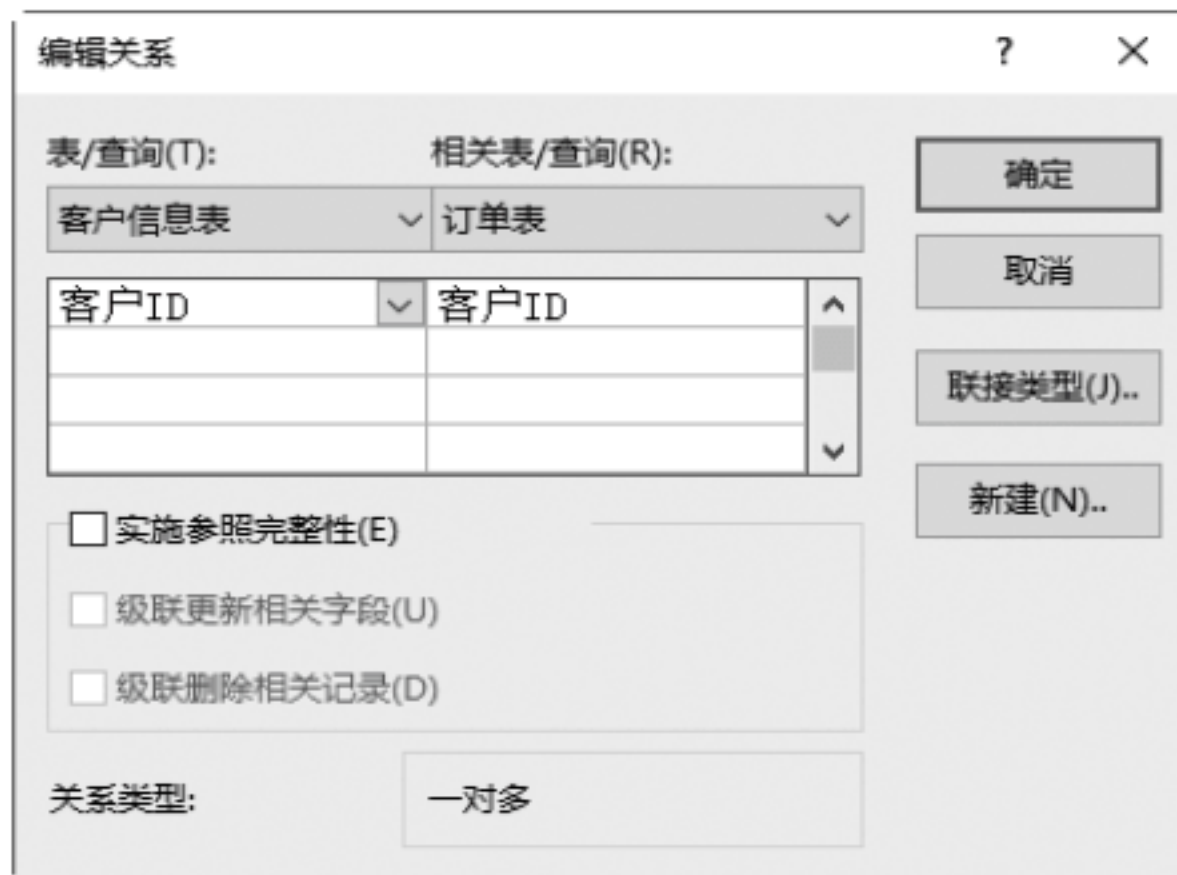 编辑关系 ?
表/查询(T): 相关表/查询(R):
客户信息表 订单表
确定
取消
客户ID 客户ID
联接类型(J)..
新建(N)..
实施参照完整性(E)
级联更新相关字段(U)
级联删除相关记录(D)
关系类型: 一对多